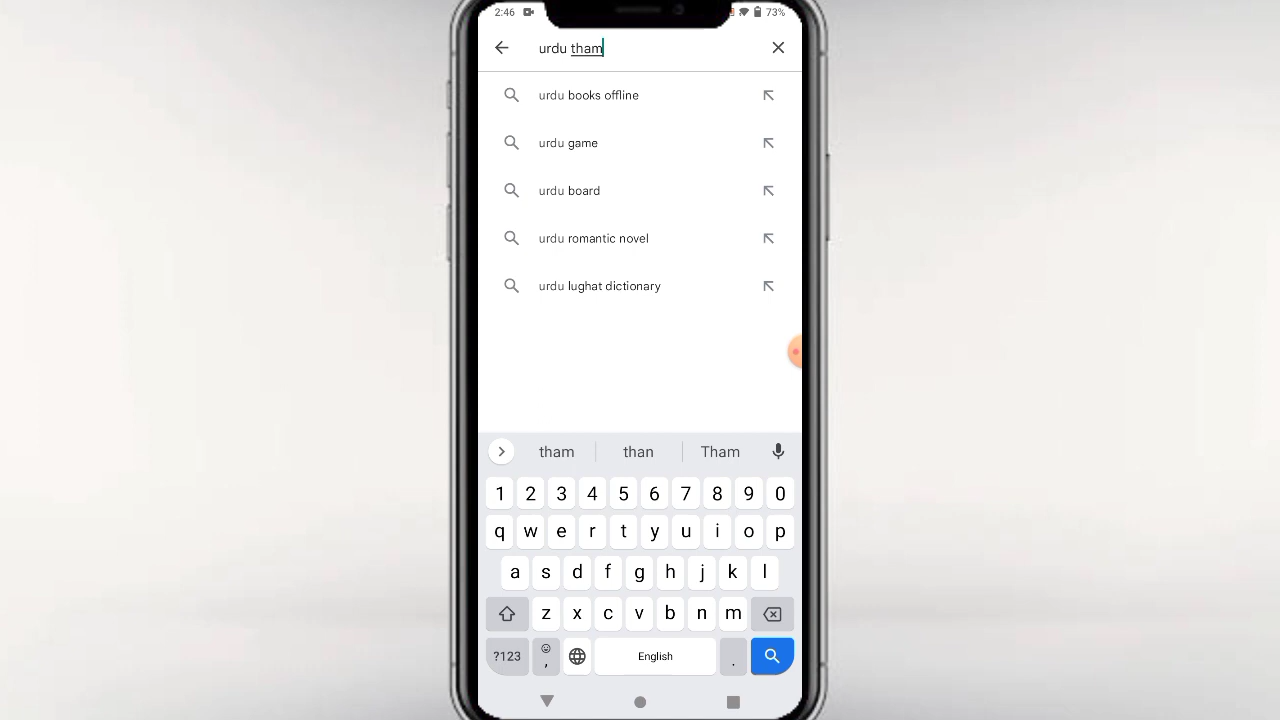 2:46 73%
urdu tham
urdu books offline
urdu game
urdu board
urdu romantic novel
urdu lughat dictionary
tham than Tham
1 2 3 4 5 6 7 8 9 0
q w e r t y u i o p
a s d f g h j k l
z x c v b n m
?123 , English .